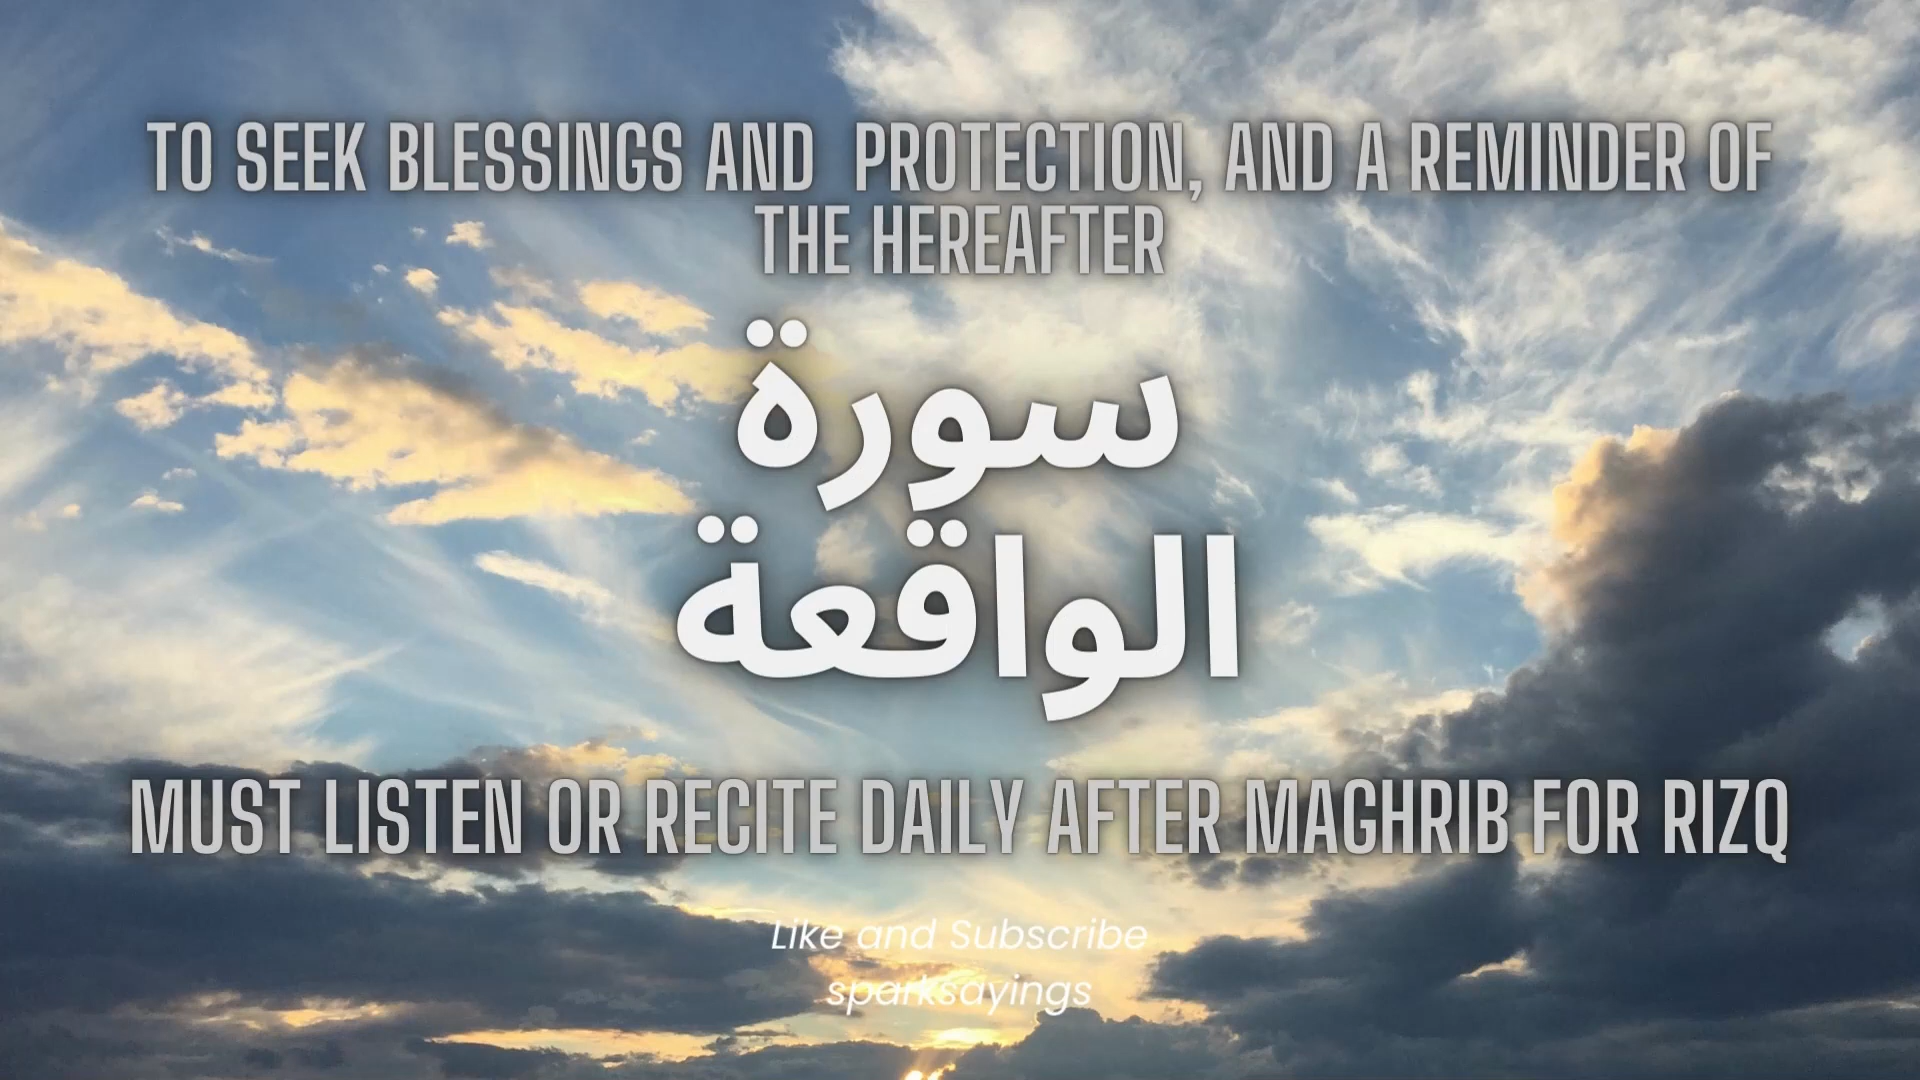 TO SEEK BLESSINGS AND PROTECTION, AND A REMINDER OF
THE HEREAFTER
سورة
الواقعة
MUST LISTEN OR RECITE DAILY AFTER MAGHRIB FOR RIZQ
Like and Subscribe
sparksayings